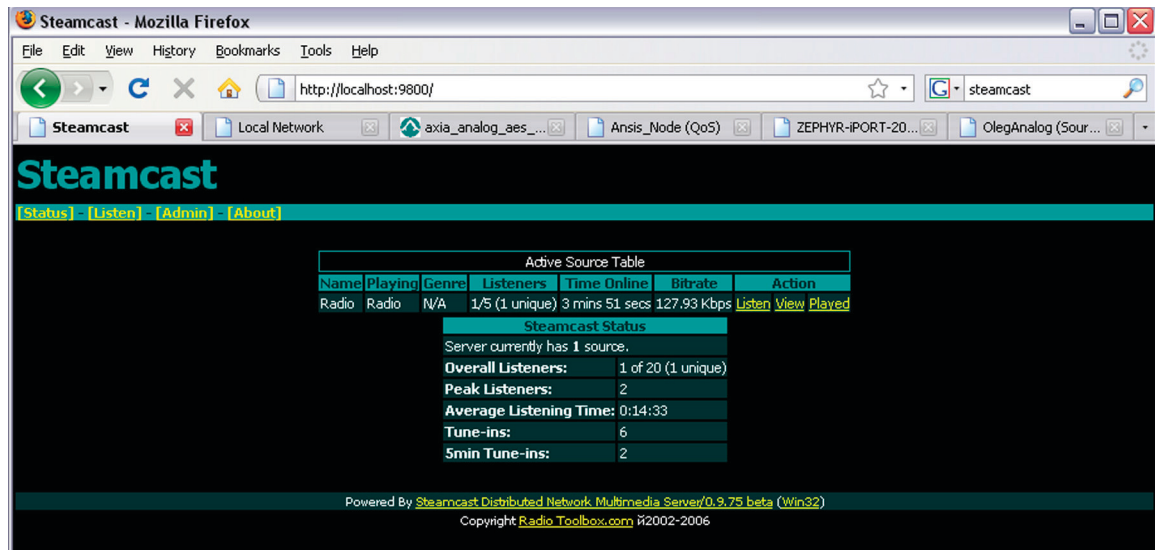 Steamcast - Mozilla Firefox
File Edit View History Bookmarks Tools Help
http://localhost:9800/ G steamcast
Steamcast Local Network axia_analog_aes_... Ansis_Node (QoS) ZEPHYR-iPORT-20... OlegAnalog (Sour...
Steamcast
[Status] - [Listen] - [Admin] - [About]
Active Source Table
Name Playing Genre Listeners Time Online Bitrate Action
Radio Radio N/A 1/5 (1 unique) 3 mins 51 secs 127.93 Kbps Listen View Played
Steamcast Status
Server currently has 1 source.
Overall Listeners: 1 of 20 (1 unique)
Peak Listeners: 2
Average Listening Time: 0:14:33
Tune-ins: 6
5min Tune-ins: 2
Powered By Steamcast Distributed Network Multimedia Server/0.9.75 beta (Win32)
Copyright Radio Toolbox.com й2002-2006